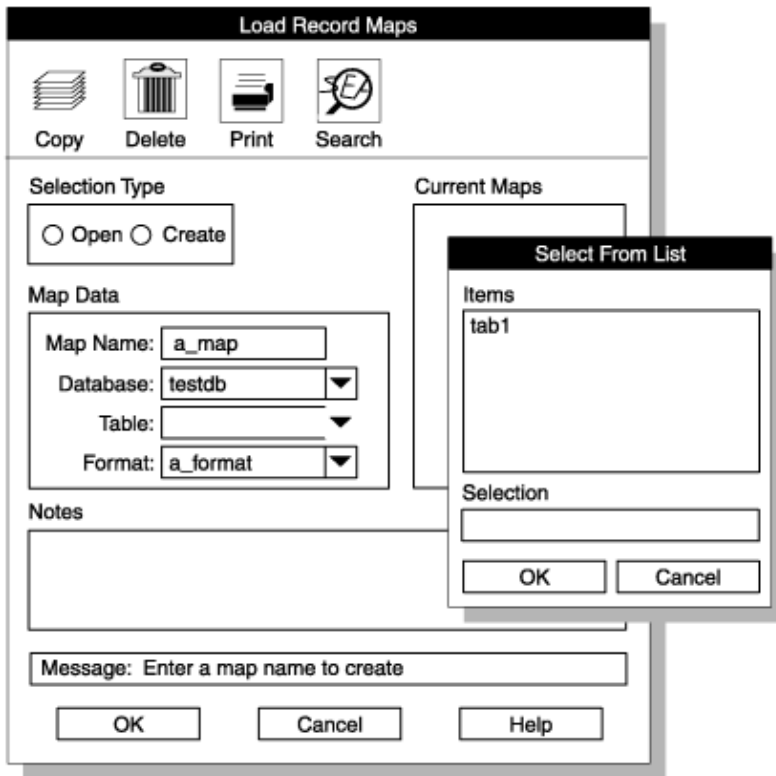 Load Record Maps
Copy Delete Print Search
Selection Type
Current Maps
Open Create
Select From List
Map Data
Items
tab1
Map Name: a_map
Database: testdb
Table:
Format: a_format
Selection
Notes
OK Cancel
Message: Enter a map name to create
OK Cancel Help